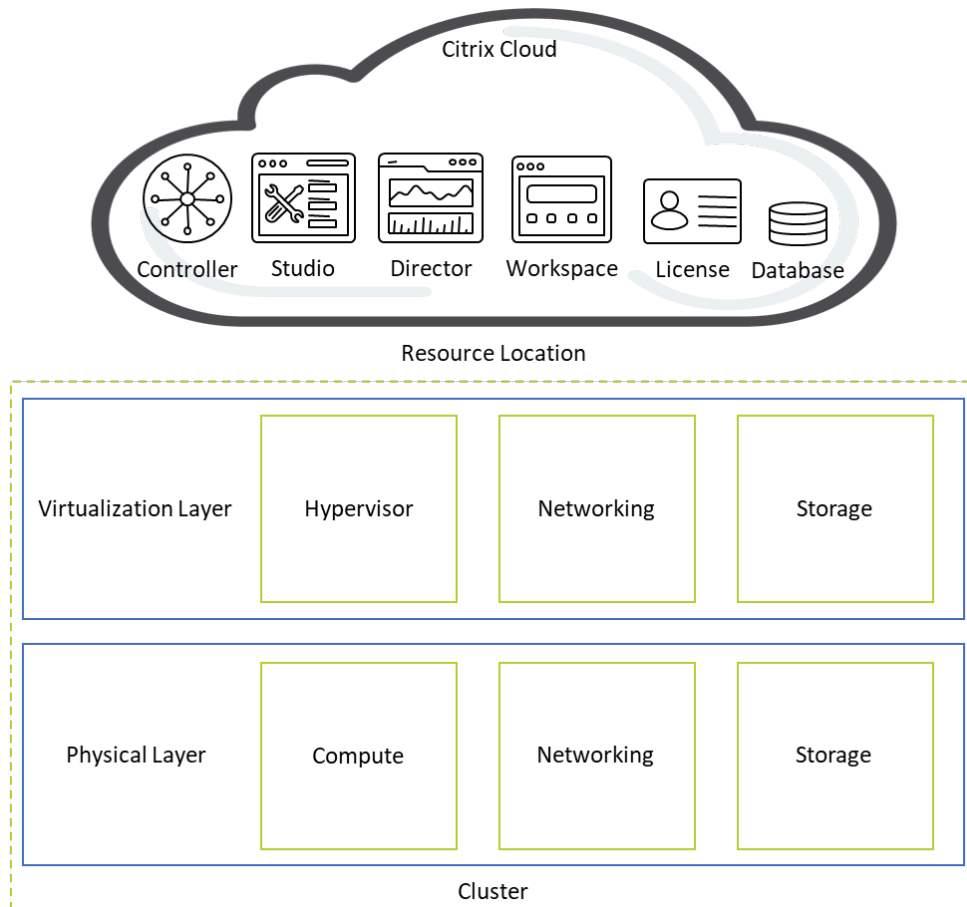 Citrix Cloud
Controller Studio Director Workspace License Database
Resource Location
Virtualization Layer Hypervisor Networking Storage
Physical Layer Compute Networking Storage
Cluster